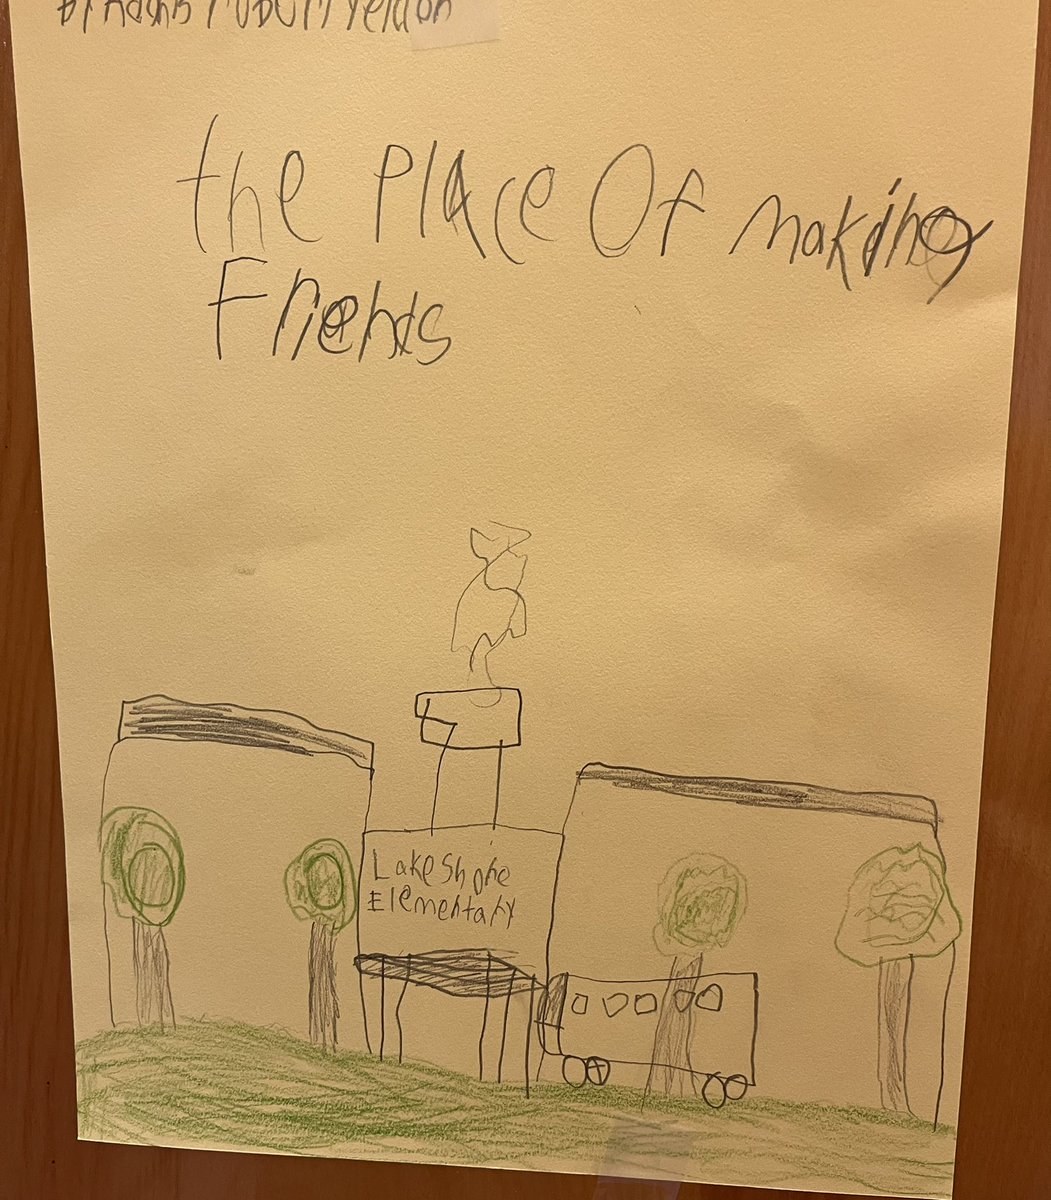 the Place Of making
Friends
Lake Shore
Elementary